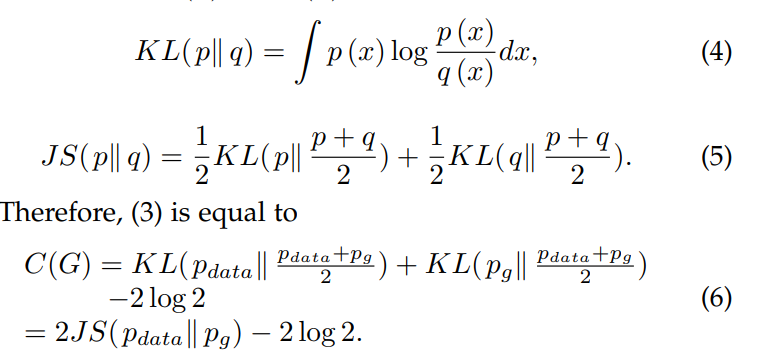 KL(p‖ q) = ∫ p (x) log p (x) / q (x) dx, (4)
JS(p‖ q) = 1/2 KL(p‖ p + q / 2) + 1/2 KL(q‖ p + q / 2). (5)
Therefore, (3) is equal to
C(G) = KL(p_data‖ p_data+p_g / 2) + KL(p_g‖ p_data+p_g / 2)
−2 log 2 (6)
= 2JS(p_data‖ p_g) − 2 log 2.